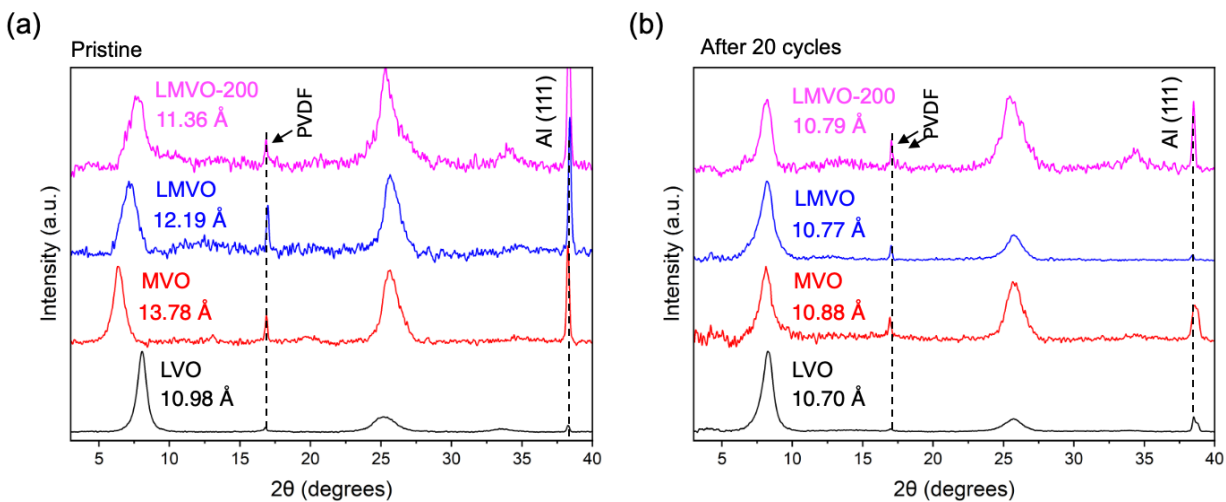 (a)
Pristine
LMVO-200
11.36 Å
PVDF
Al (111)
LMVO
12.19 Å
MVO
13.78 Å
LVO
10.98 Å
Intensity (a.u.)
5 10 15 20 25 30 35 40
2θ (degrees)
(b)
After 20 cycles
LMVO-200
10.79 Å
PVDF
Al (111)
LMVO
10.77 Å
MVO
10.88 Å
LVO
10.70 Å
Intensity (a.u.)
5 10 15 20 25 30 35 40
2θ (degrees)